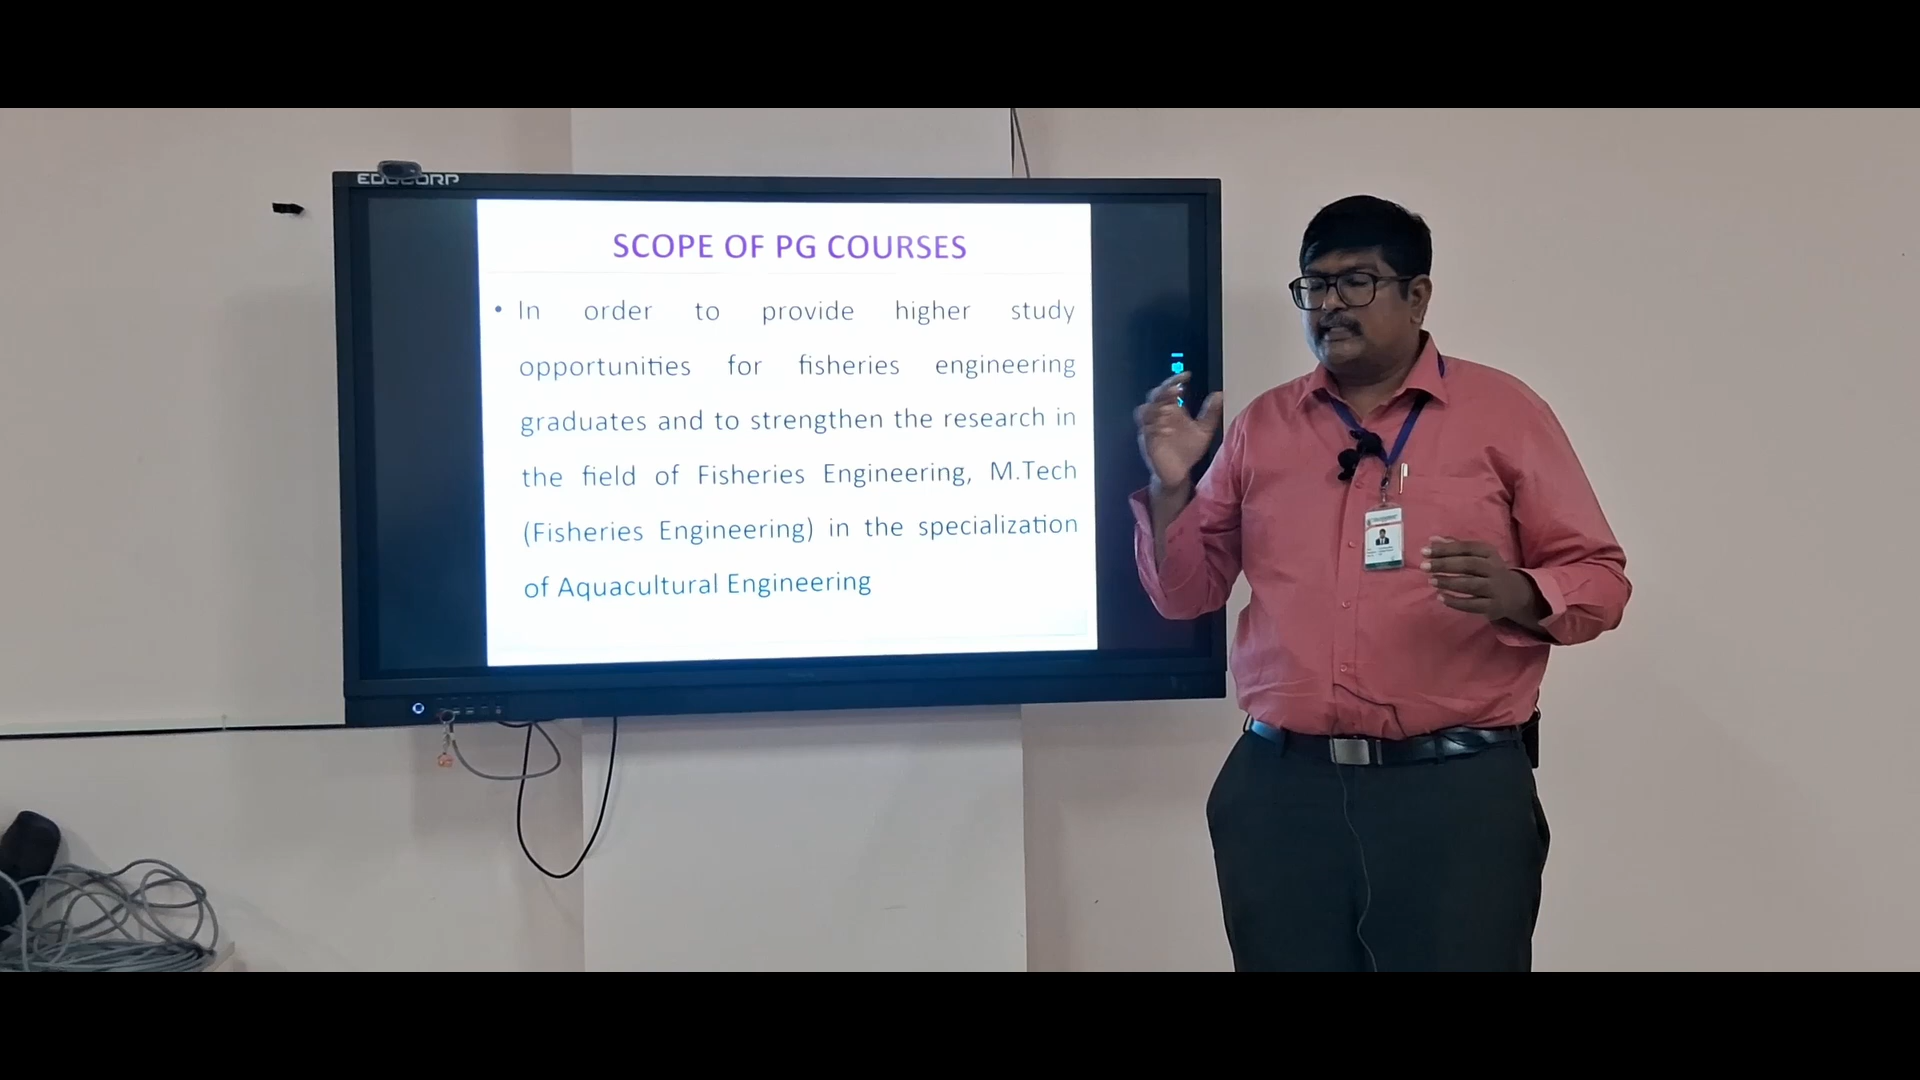 EDUCORP
SCOPE OF PG COURSES
• In order to provide higher study
opportunities for fisheries engineering
graduates and to strengthen the research in
the field of Fisheries Engineering, M.Tech
(Fisheries Engineering) in the specialization
of Aquacultural Engineering